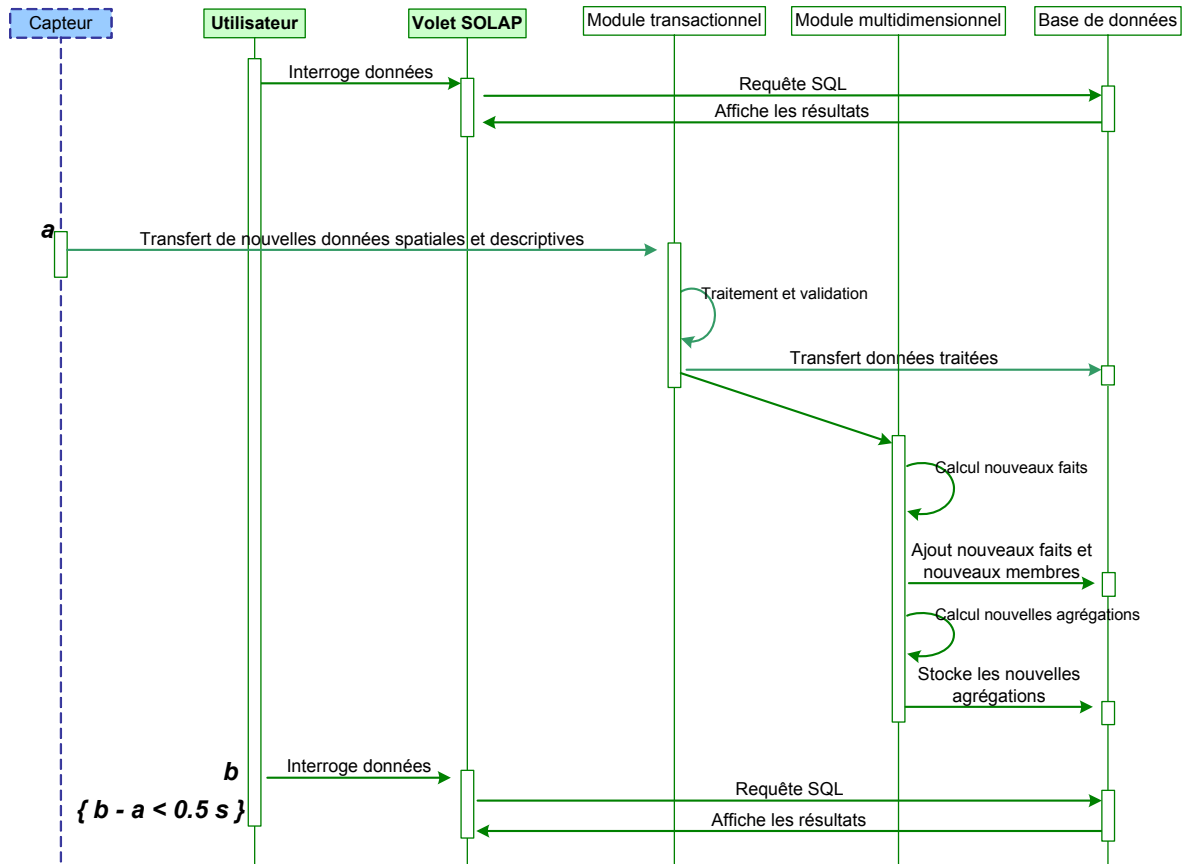 Capteur
Utilisateur
Volet SOLAP
Module transactionnel
Module multidimensionnel
Base de données
Interroge données
Requête SQL
Affiche les résultats
a
Transfert de nouvelles données spatiales et descriptives
Traitement et validation
Transfert données traitées
Calcul nouveaux faits
Ajout nouveaux faits et
nouveaux membres
Calcul nouvelles agrégations
Stocke les nouvelles
agrégations
b
Interroge données
{ b - a < 0.5 s }
Requête SQL
Affiche les résultats